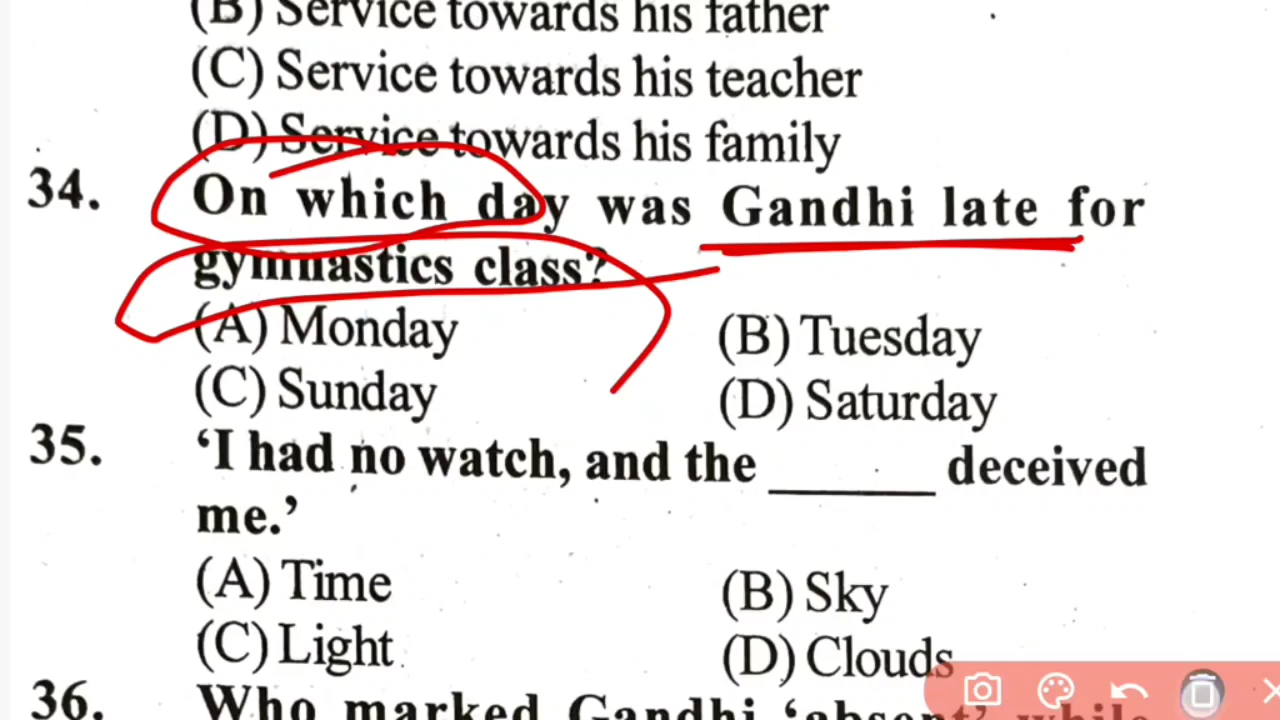 (B) Service towards his father
(C) Service towards his teacher
(D) Service towards his family
34. On which day was Gandhi late for
gymnastics class?
(A) Monday (B) Tuesday
(C) Sunday (D) Saturday
35. ‘I had no watch, and the ______ deceived
me.’
(A) Time (B) Sky
(C) Light (D) Clouds
36. Who marked Gandhi ‘absent’ while